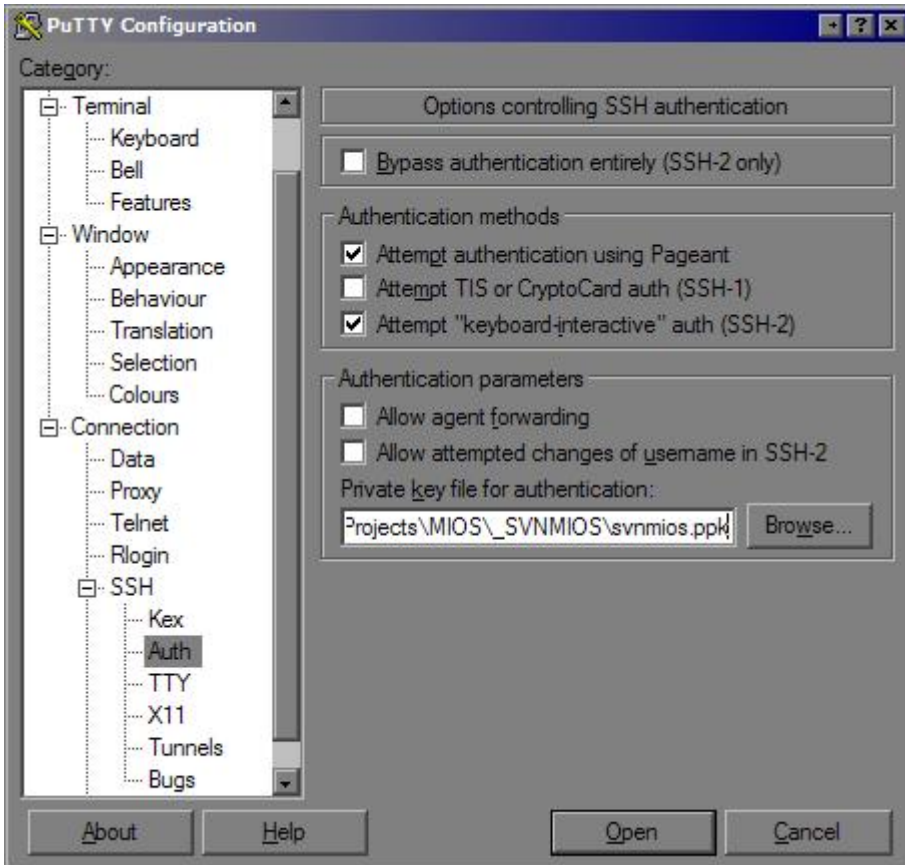 PuTTY Configuration
Category:
Terminal
Keyboard
Bell
Features
Window
Appearance
Behaviour
Translation
Selection
Colours
Connection
Data
Proxy
Telnet
Rlogin
SSH
Kex
Auth
TTY
X11
Tunnels
Bugs
Options controlling SSH authentication
Bypass authentication entirely (SSH-2 only)
Authentication methods
Attempt authentication using Pageant
Attempt TIS or CryptoCard auth (SSH-1)
Attempt "keyboard-interactive" auth (SSH-2)
Authentication parameters
Allow agent forwarding
Allow attempted changes of username in SSH-2
Private key file for authentication:
Projects\MIOS\_SVNMIOS\svnmios.ppk
Browse...
About
Help
Open
Cancel